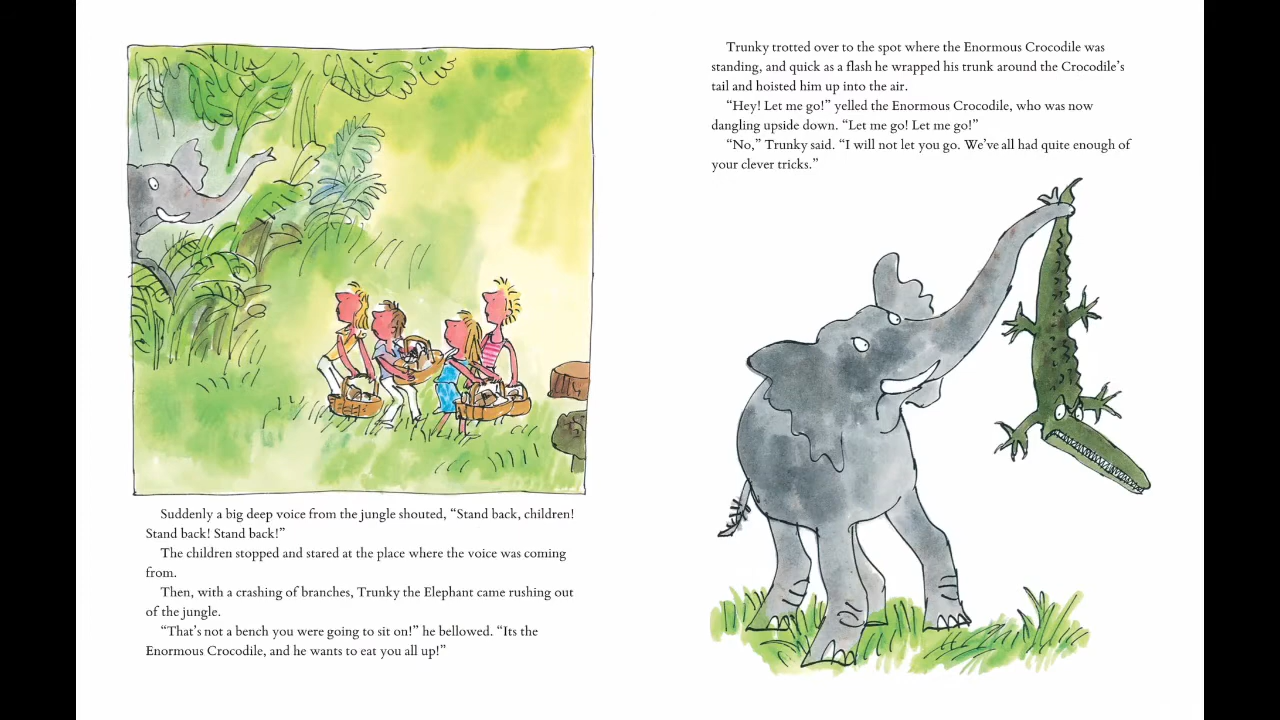 Suddenly a big deep voice from the jungle shouted, “Stand back, children!
Stand back! Stand back!”
The children stopped and stared at the place where the voice was coming
from.
Then, with a crashing of branches, Trunky the Elephant came rushing out
of the jungle.
“That’s not a bench you were going to sit on!” he bellowed. “Its the
Enormous Crocodile, and he wants to eat you all up!”
Trunky trotted over to the spot where the Enormous Crocodile was
standing, and quick as a flash he wrapped his trunk around the Crocodile’s
tail and hoisted him up into the air.
“Hey! Let me go!” yelled the Enormous Crocodile, who was now
dangling upside down. “Let me go! Let me go!”
“No,” Trunky said. “I will not let you go. We’ve all had quite enough of
your clever tricks.”